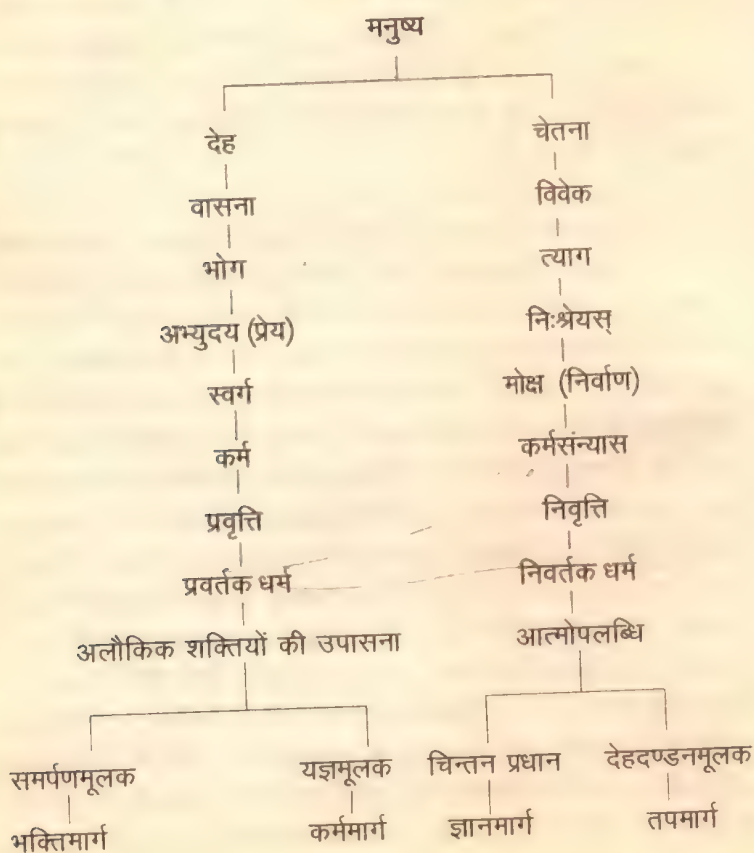 मनुष्य
देह चेतना
वासना विवेक
भोग त्याग
अभ्युदय (प्रेय) निःश्रेयस्
स्वर्ग मोक्ष (निर्वाण)
कर्म कर्मसंन्यास
प्रवृत्ति निवृत्ति
प्रवर्तक धर्म निवर्तक धर्म
अलौकिक शक्तियों की उपासना आत्मोपलब्धि
समर्पणमूलक यज्ञमूलक चिन्तन प्रधान देहदण्डनमूलक
भक्तिमार्ग कर्ममार्ग ज्ञानमार्ग तपमार्ग